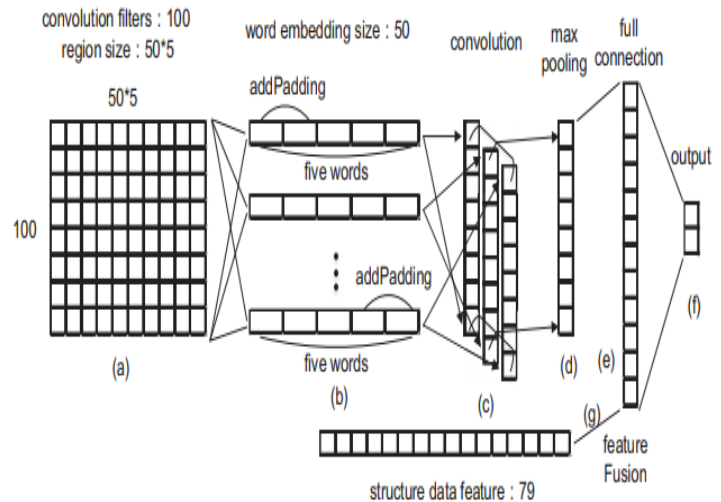 convolution filters : 100
region size : 50*5
50*5
100
(a)
word embedding size : 50
addPadding
five words
addPadding
five words
(b)
convolution
(c)
max
pooling
(d)
full
connection
(e)
(g)
feature
Fusion
output
(f)
structure data feature : 79